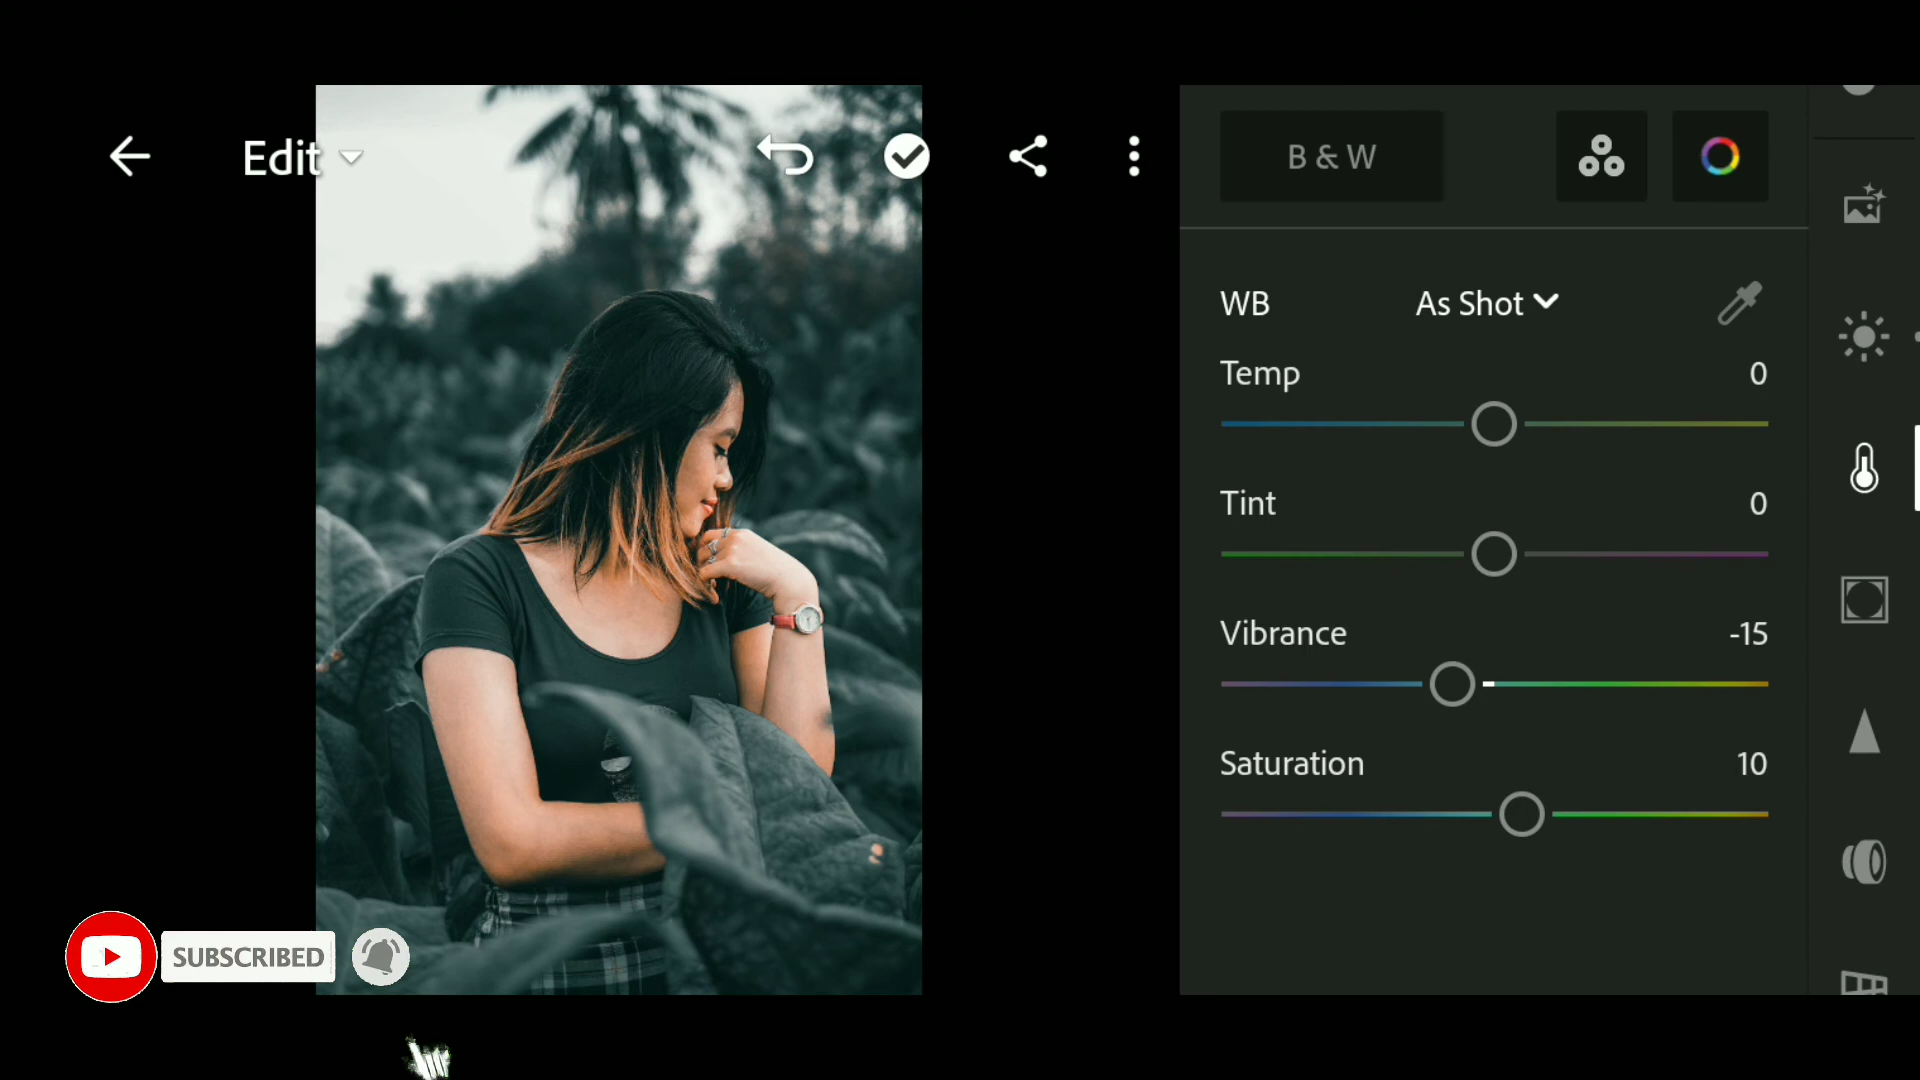 Edit
B & W
WB As Shot
Temp 0
Tint 0
Vibrance -15
Saturation 10
SUBSCRIBED